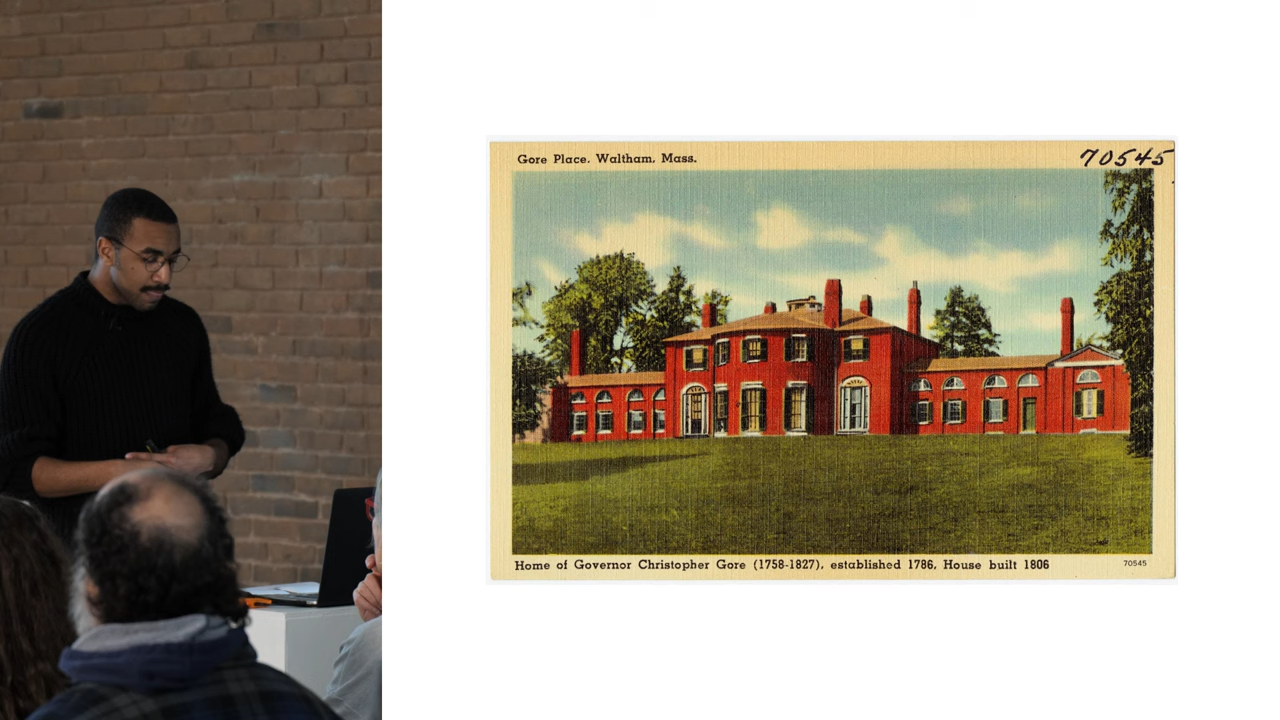 Gore Place, Waltham, Mass.
70545
Home of Governor Christopher Gore (1758-1827), established 1786, House built 1806
70545